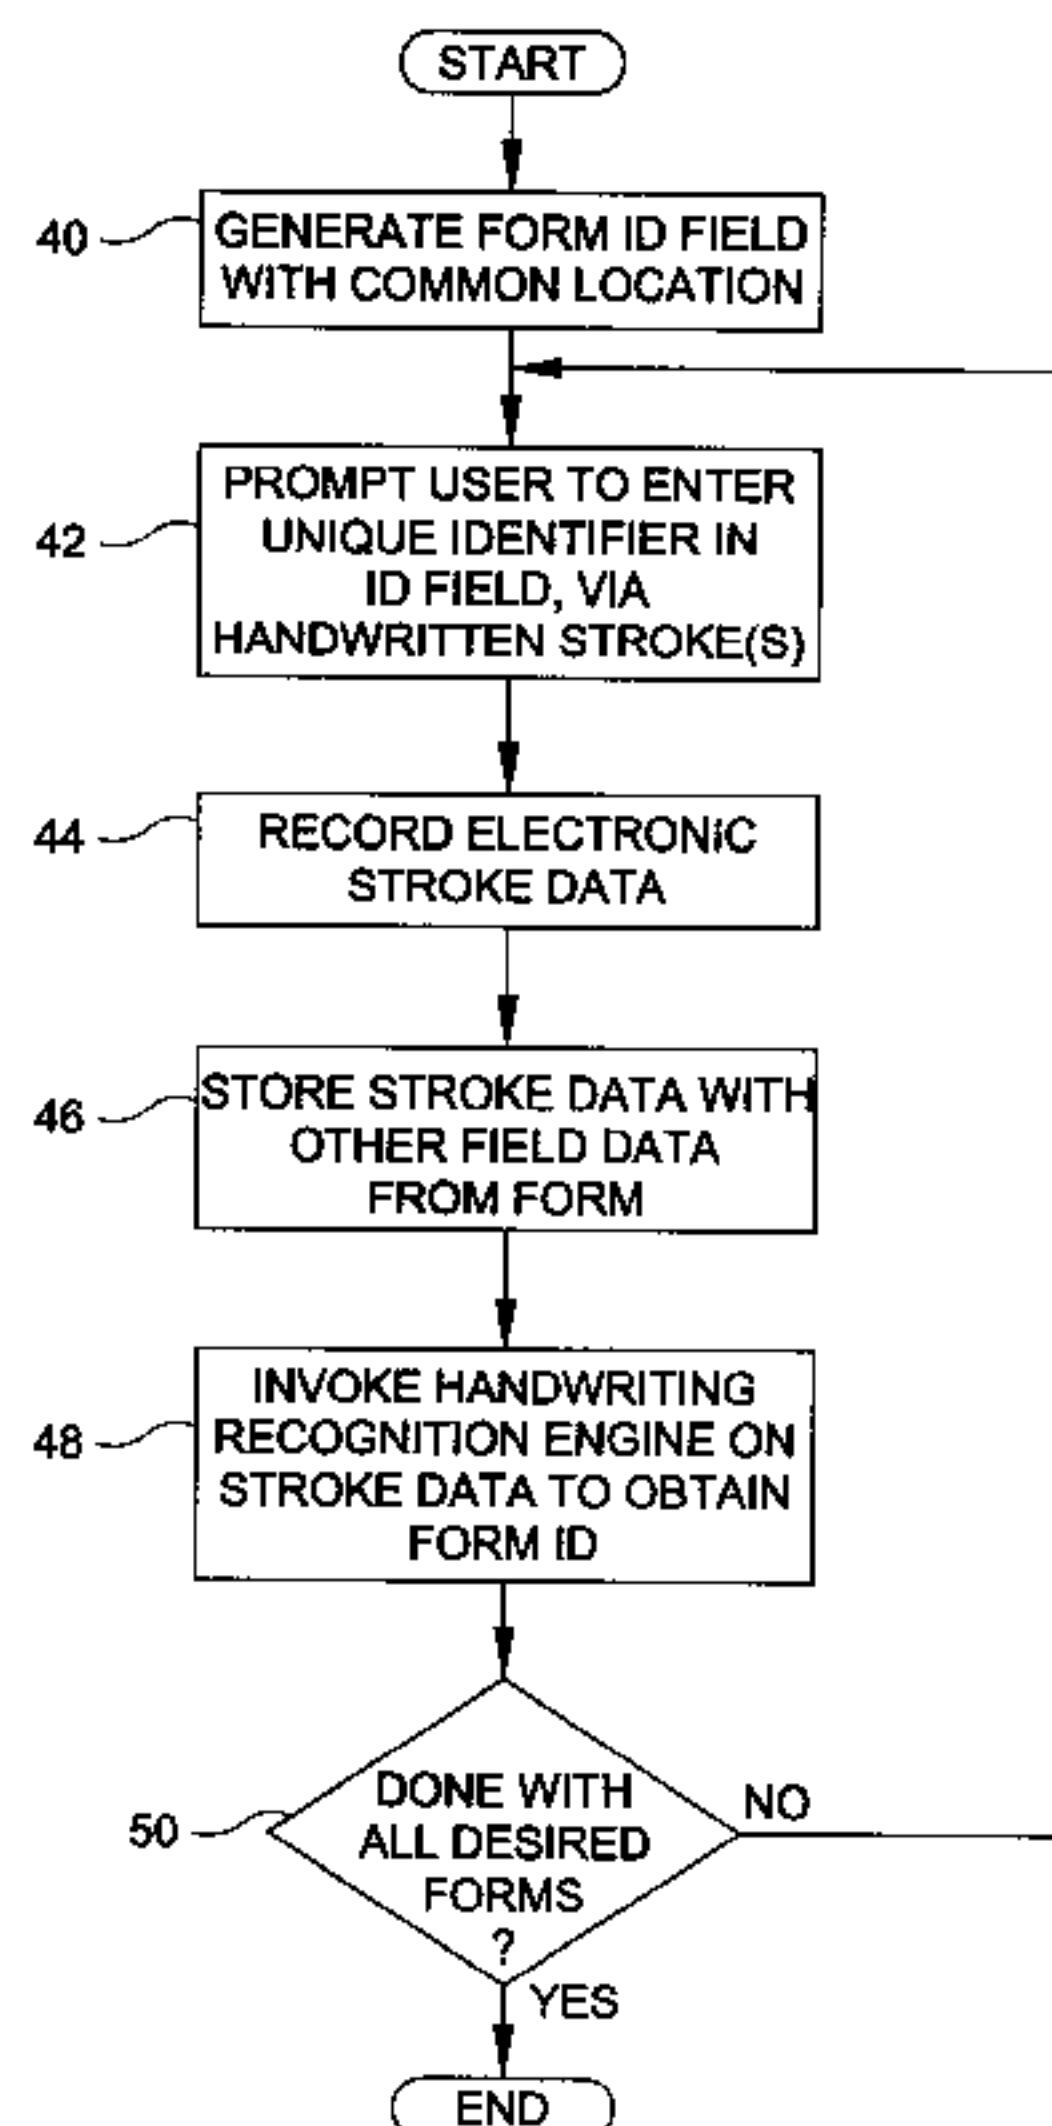 START
40
GENERATE FORM ID FIELD
WITH COMMON LOCATION
42
PROMPT USER TO ENTER
UNIQUE IDENTIFIER IN
ID FIELD, VIA
HANDWRITTEN STROKE(S)
44
RECORD ELECTRONIC
STROKE DATA
46
STORE STROKE DATA WITH
OTHER FIELD DATA
FROM FORM
48
INVOKE HANDWRITING
RECOGNITION ENGINE ON
STROKE DATA TO OBTAIN
FORM ID
50
DONE WITH
ALL DESIRED
FORMS
?
NO
YES
END